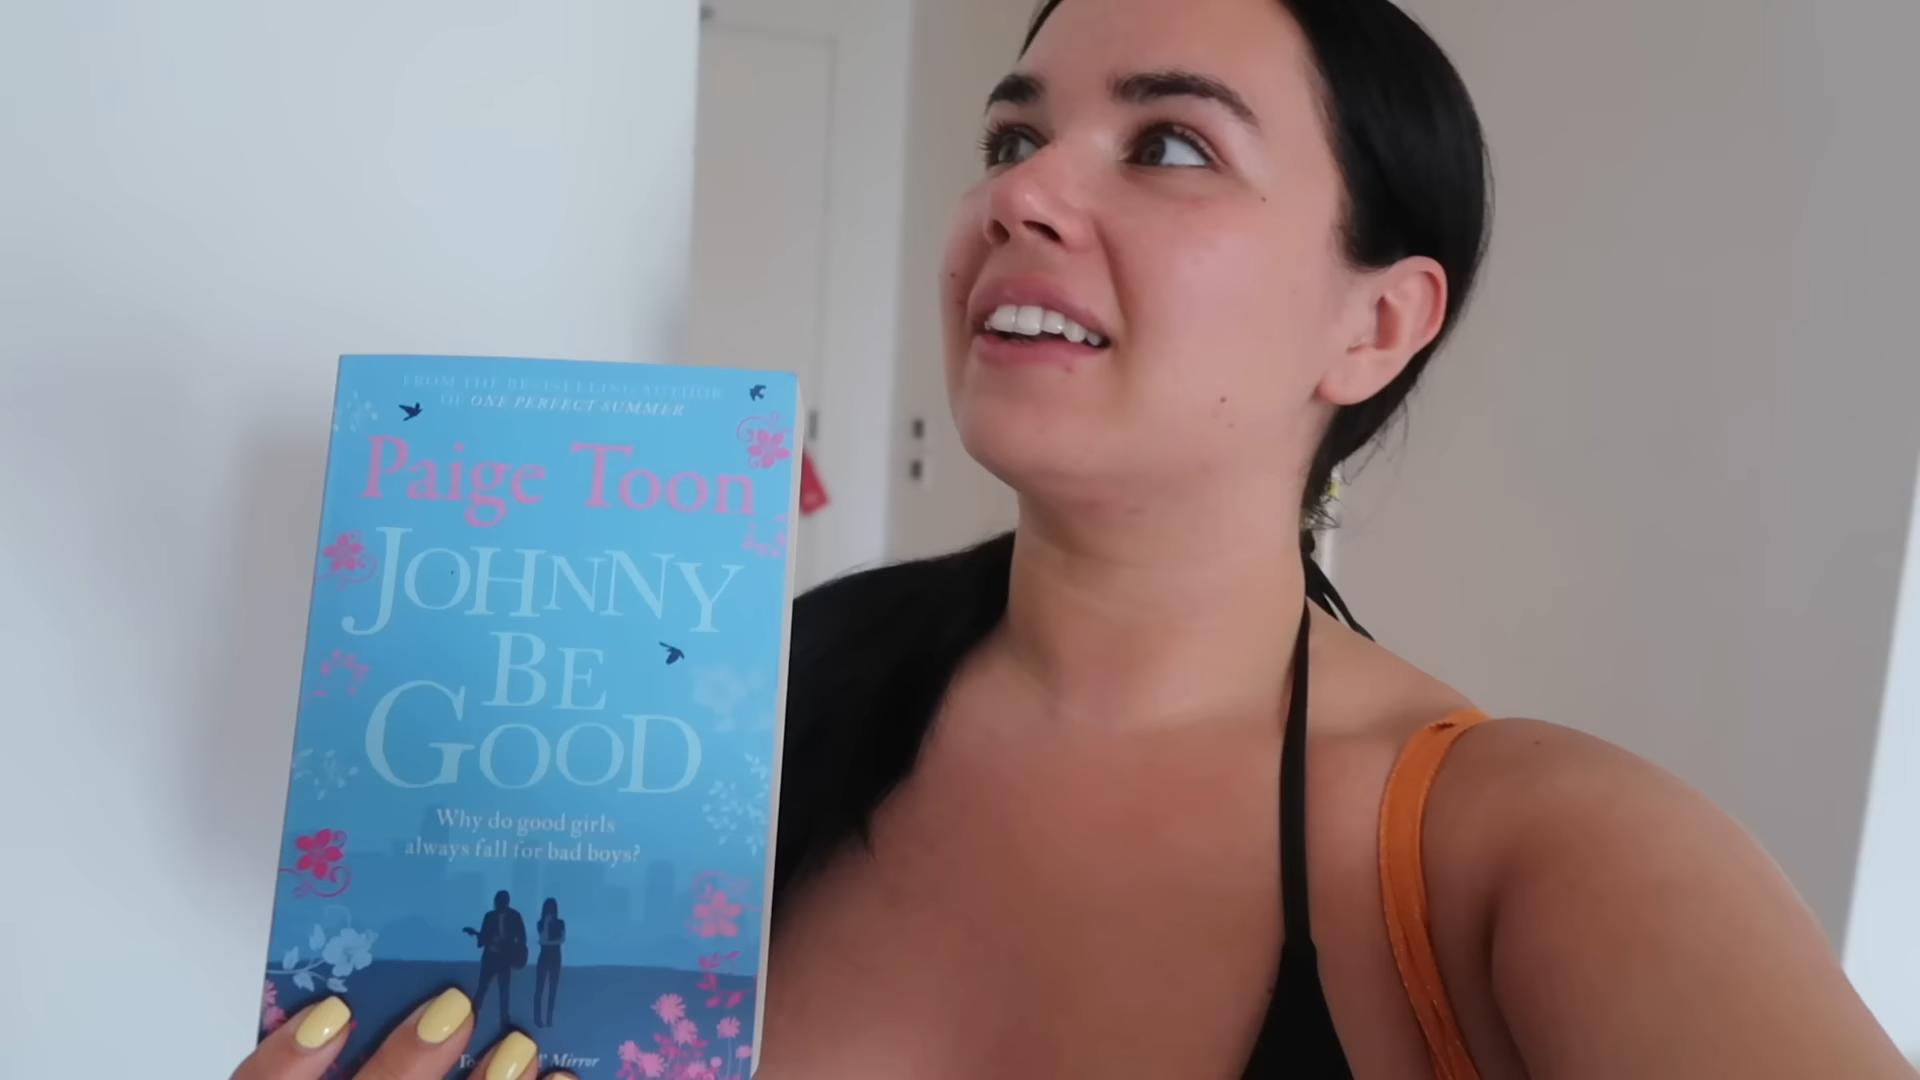 FROM THE BESTSELLING AUTHOR
OF ONE PERFECT SUMMER
Paige Toon
JOHNNY
BE
GOOD
Why do good girls
always fall for bad boys?
Mirror